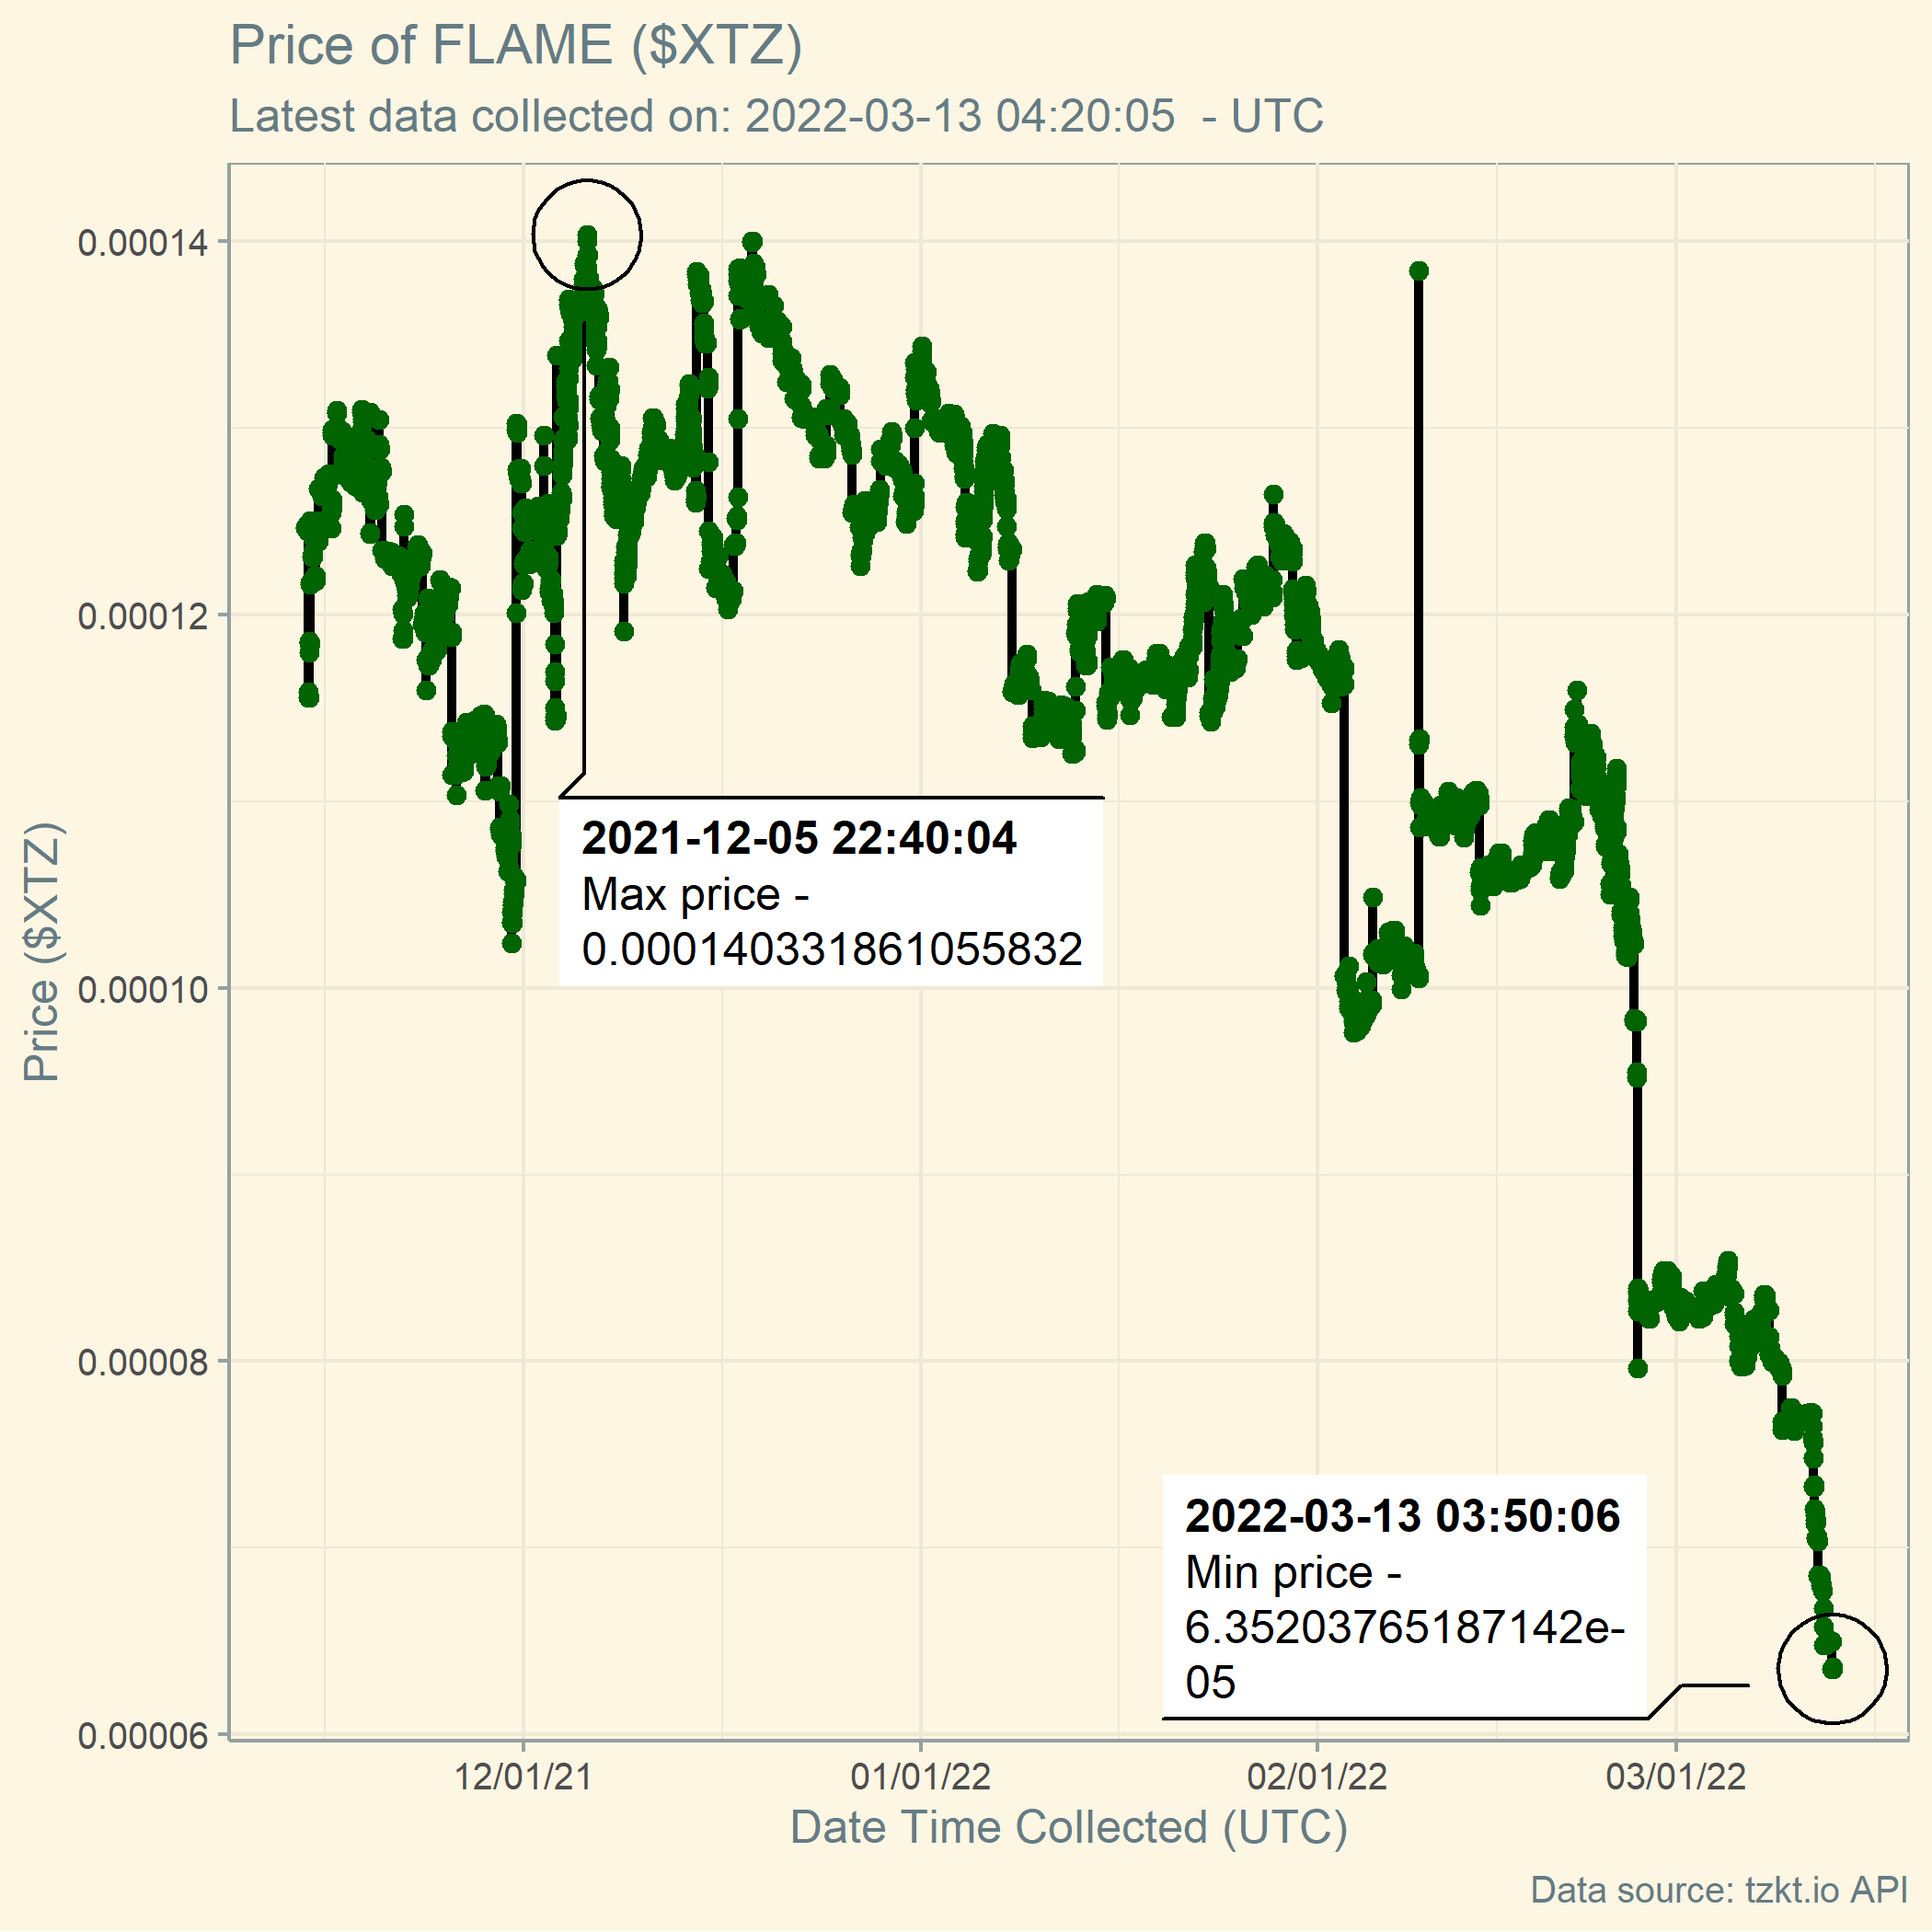 Price of FLAME ($XTZ)
Latest data collected on: 2022-03-13 04:20:05  - UTC
Price ($XTZ)
0.00014
0.00012
0.00010
0.00008
0.00006
2021-12-05 22:40:04
Max price -
0.000140331861055832
2022-03-13 03:50:06
Min price -
6.35203765187142e-
05
12/01/21
01/01/22
02/01/22
03/01/22
Date Time Collected (UTC)
Data source: tzkt.io API